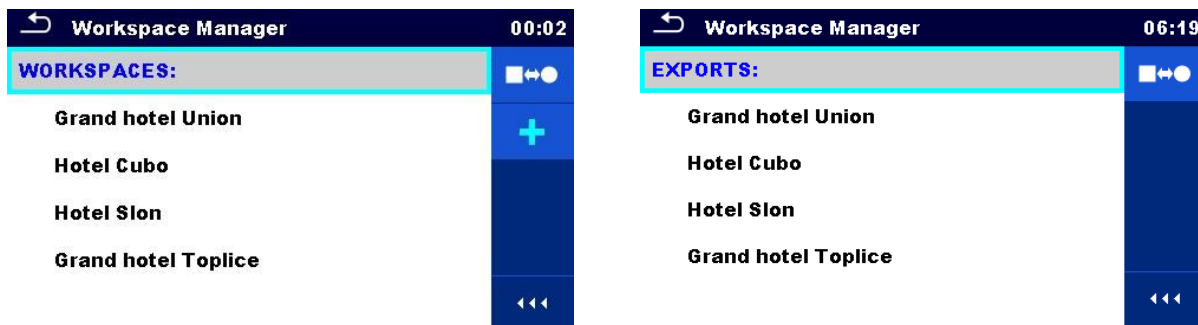 Workspace Manager 00:02
WORKSPACES:
Grand hotel Union
Hotel Cubo
Hotel Slon
Grand hotel Toplice
Workspace Manager 06:19
EXPORTS:
Grand hotel Union
Hotel Cubo
Hotel Slon
Grand hotel Toplice